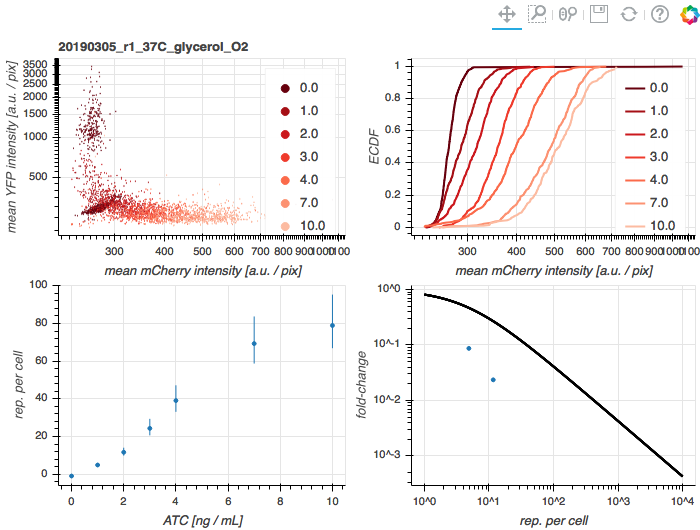 20190305_r1_37C_glycerol_O2
mean YFP intensity [a.u. / pix]
3500
3000
2500
2000
1500
1000
500
0.0
1.0
2.0
3.0
4.0
7.0
10.0
300 400 500 600 700 800
mean mCherry intensity [a.u. / pix]
ECDF
1
0.8
0.6
0.4
0.2
0
0.0
1.0
2.0
3.0
4.0
7.0
10.0
300 400 500 600 700 800
mean mCherry intensity [a.u. / pix]
rep. per cell
100
80
60
40
20
0
0 2 4 6 8 10
ATC [ng / mL]
fold-change
10^0
10^-1
10^-2
10^-3
10^0 10^1 10^2 10^3 10^4
rep. per cell